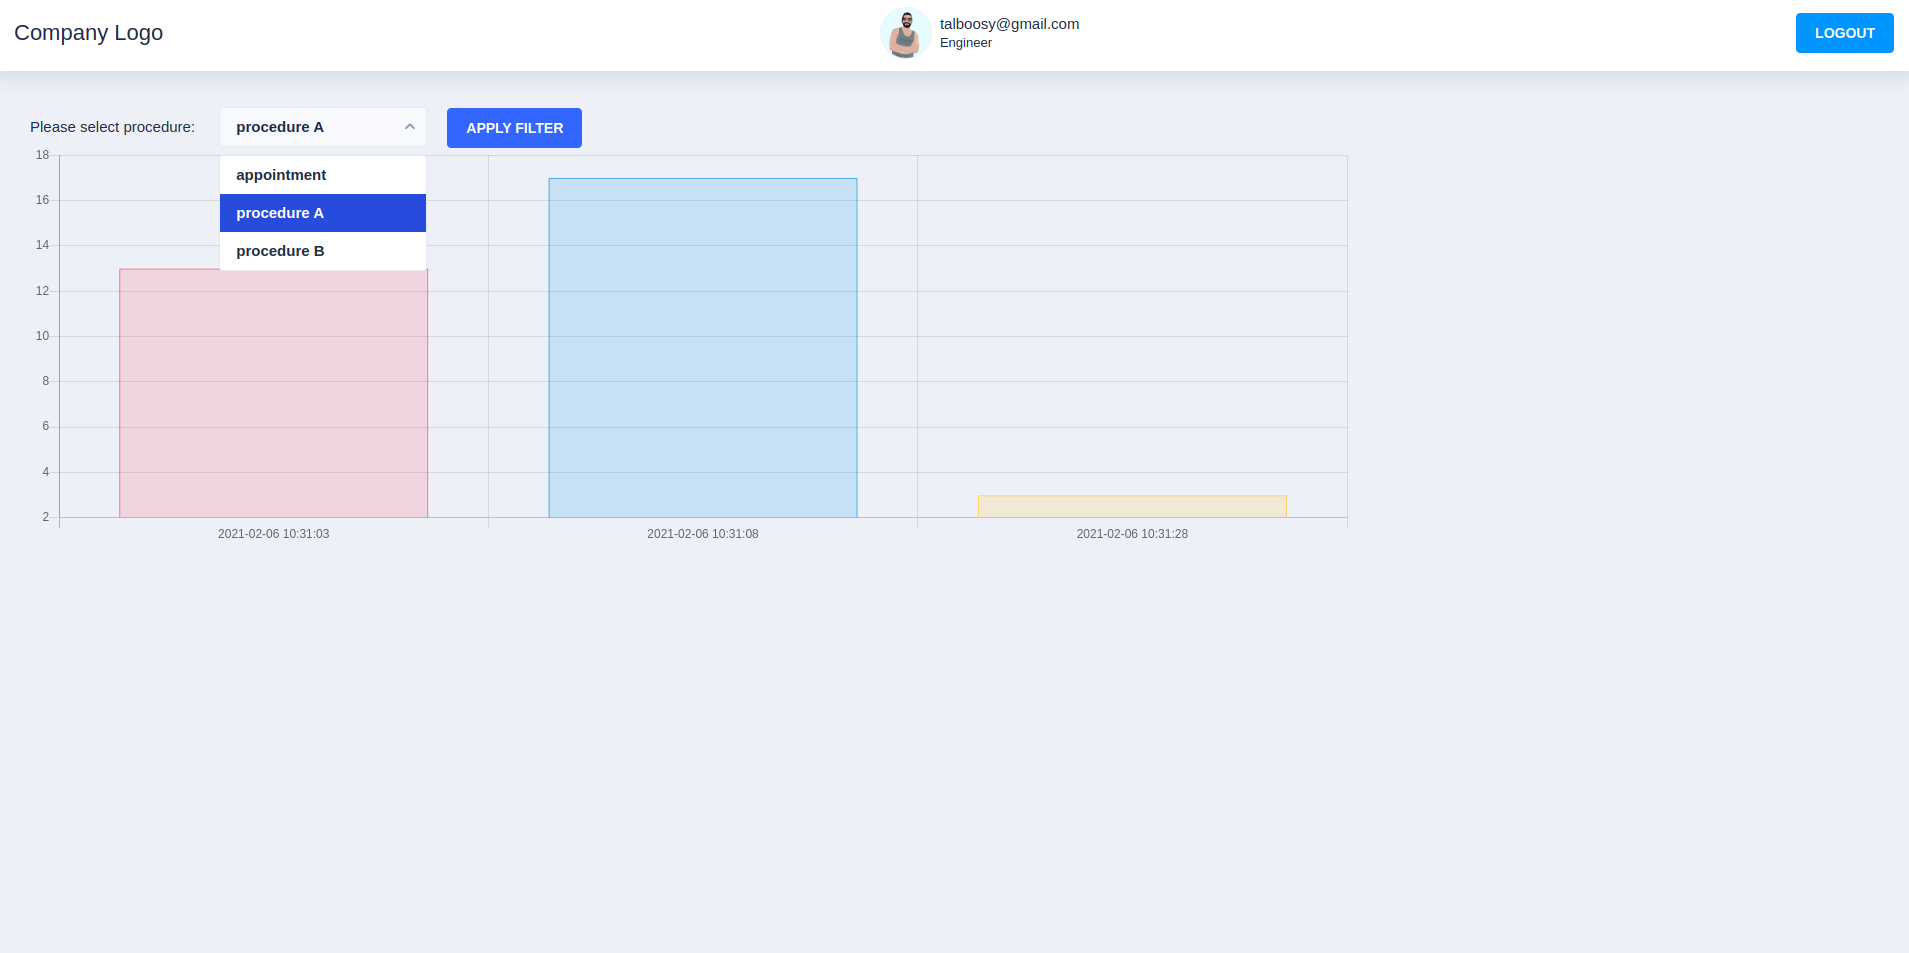 Company Logo
talboosy@gmail.com
Engineer
LOGOUT
Please select procedure:
procedure A
APPLY FILTER
appointment
procedure A
procedure B
18
16
14
12
10
8
6
4
2
2021-02-06 10:31:03
2021-02-06 10:31:08
2021-02-06 10:31:28